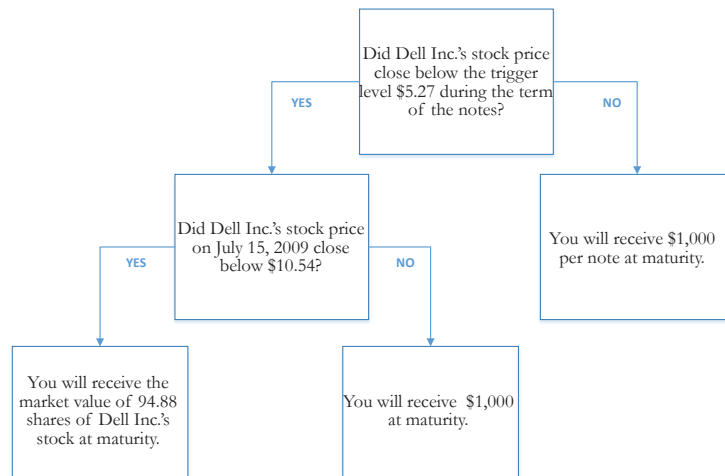 Did Dell Inc.'s stock price
close below the trigger
level $5.27 during the term
of the notes?
YES
NO
Did Dell Inc.'s stock price
on July 15, 2009 close
below $10.54?
You will receive $1,000
per note at maturity.
YES
NO
You will receive the
market value of 94.88
shares of Dell Inc.'s
stock at maturity.
You will receive $1,000
at maturity.